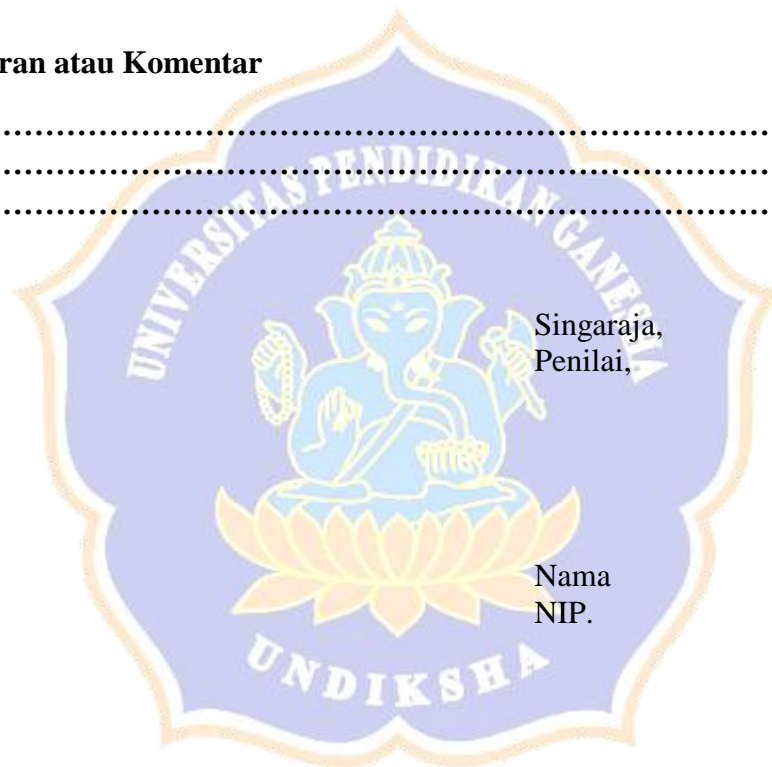 ran atau Komentar
................................................................................
................................................................................
................................................................................
UNIVERSITAS PENDIDIKAN GANESHA
Singaraja,
Penilai,
Nama
NIP.
UNDIKSHA